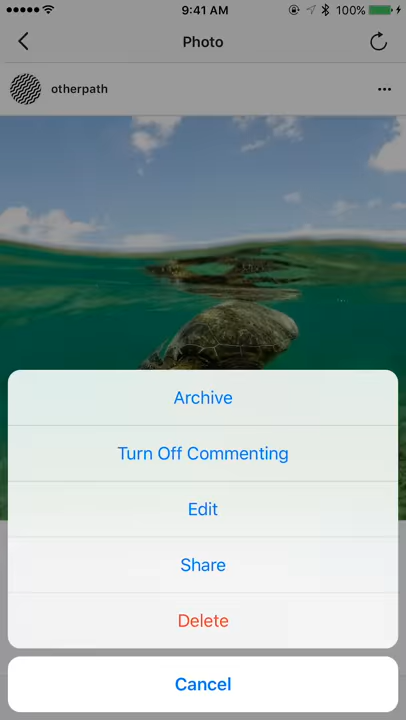 9:41 AM
100%
Photo
otherpath
Archive
Turn Off Commenting
Edit
Share
Delete
Cancel